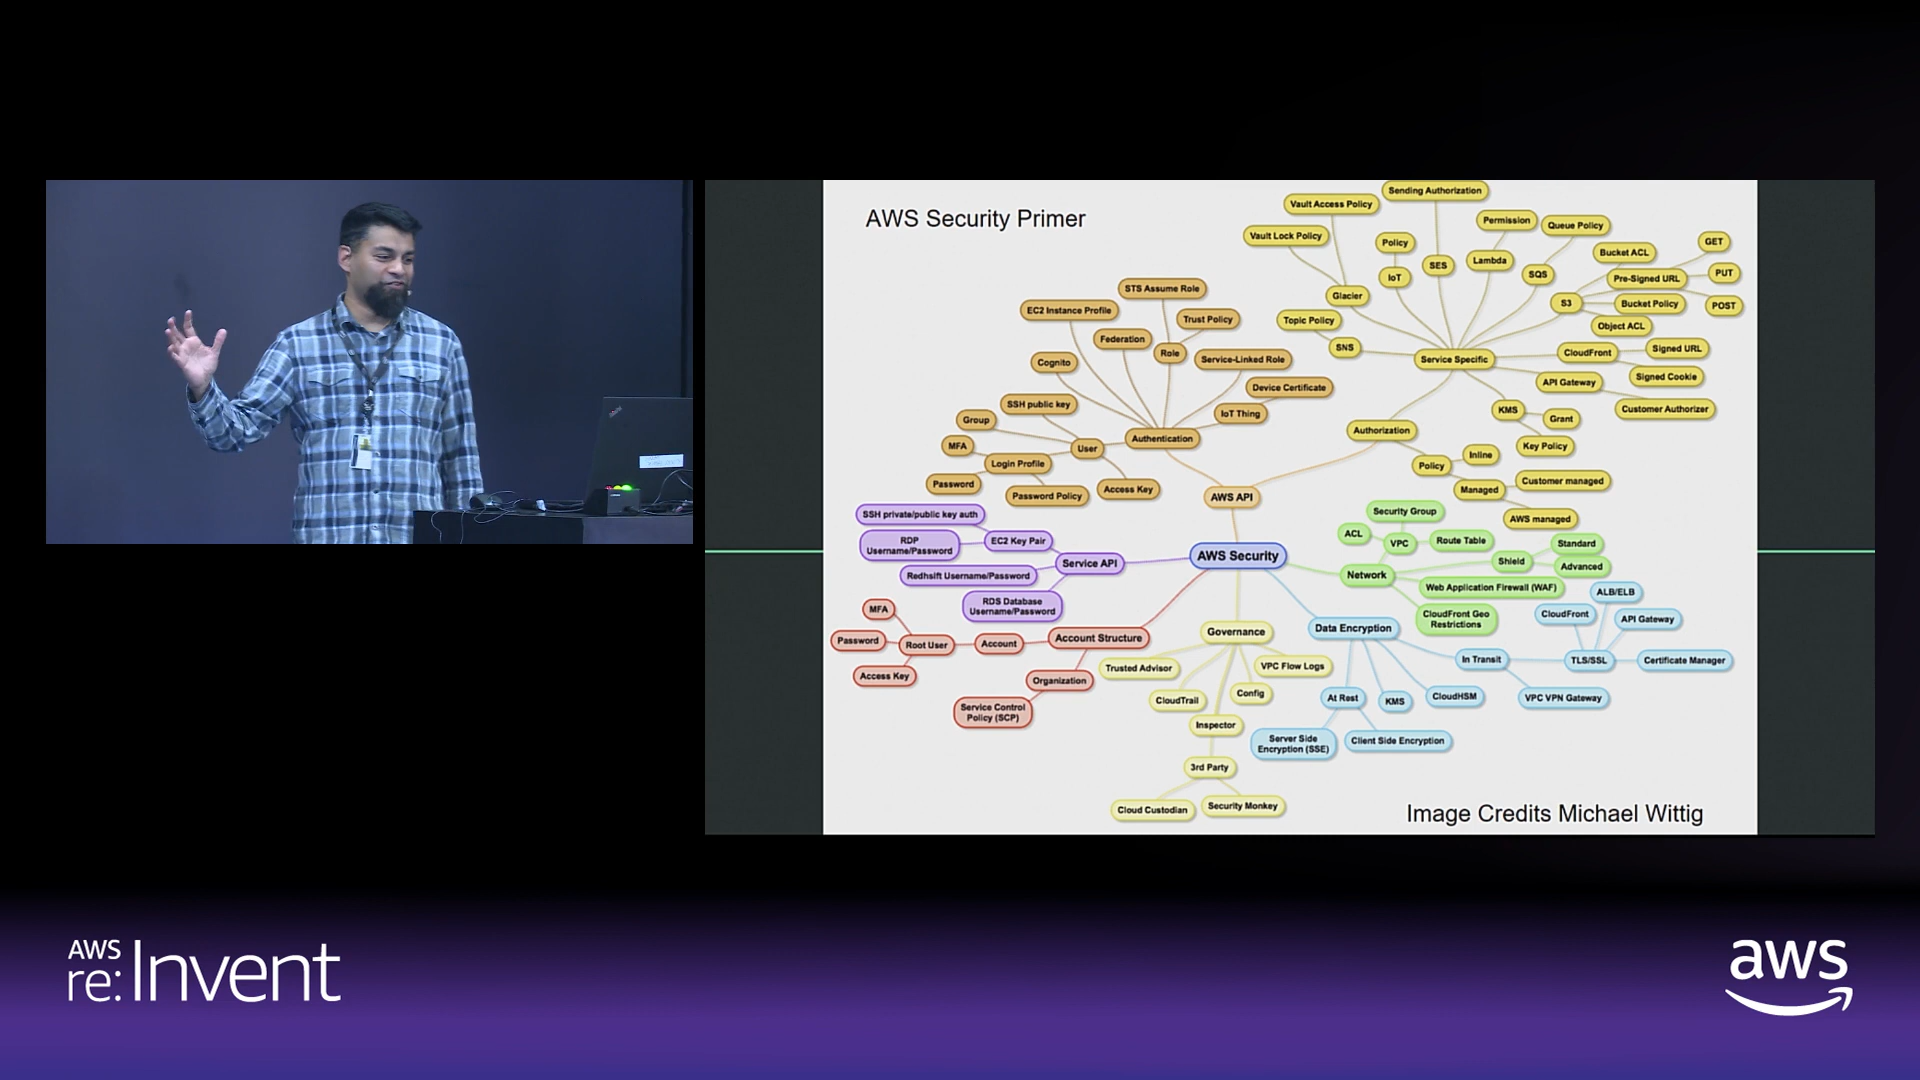 AWS Security Primer
Sending Authorization
Vault Access Policy
Permission
Queue Policy
Vault Lock Policy
Policy
GET
Bucket ACL
Lambda
SES
IoT
SQS
PUT
Pre-Signed URL
STS Assume Role
Glacier
S3
Bucket Policy
POST
EC2 Instance Profile
Trust Policy
Topic Policy
Object ACL
Federation
SNS
Service Specific
CloudFront
Signed URL
Role
Service-Linked Role
Cognito
Signed Cookie
API Gateway
Device Certificate
SSH public key
IoT Thing
KMS
Customer Authorizer
Grant
Group
Authorization
Authentication
MFA
User
Key Policy
Inline
Login Profile
Policy
Password
Password Policy
Access Key
AWS API
Managed
Customer managed
SSH private/public key auth
Security Group
AWS managed
RDP
Username/Password
EC2 Key Pair
ACL
VPC
Route Table
Standard
AWS Security
Service API
Shield
Advanced
Redhsift Username/Password
Network
Web Application Firewall (WAF)
ALB/ELB
RDS Database
Username/Password
MFA
CloudFront Geo
Restrictions
CloudFront
API Gateway
Password
Root User
Account
Account Structure
Governance
Data Encryption
Access Key
Trusted Advisor
VPC Flow Logs
In Transit
TLS/SSL
Certificate Manager
Organization
CloudTrail
Config
At Rest
KMS
CloudHSM
VPC VPN Gateway
Service Control
Policy (SCP)
Inspector
Server Side
Encryption (SSE)
Client Side Encryption
3rd Party
Cloud Custodian
Security Monkey
Image Credits Michael Wittig
AWS
re:Invent
aws